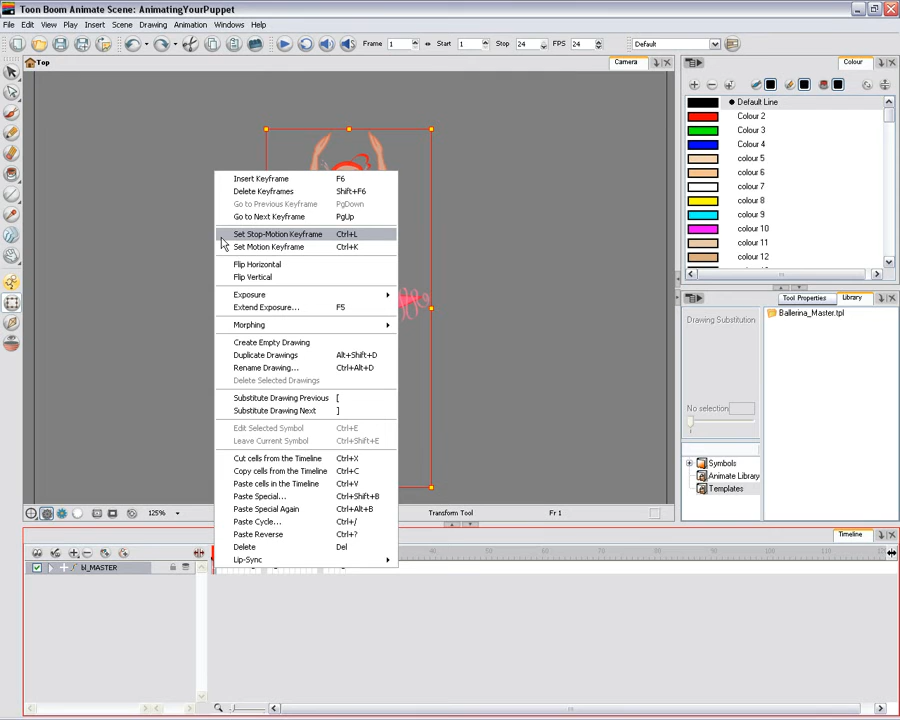 Toon Boom Animate Scene: AnimatingYourPuppet
File Edit View Play Insert Scene Drawing Animation Windows Help
Frame 1 Start 1 Stop 24 FPS 24 Default
Top
Camera
Colour
Default Line
Colour 2
Colour 3
Colour 4
colour 5
colour 6
colour 7
colour 8
colour 9
colour 10
colour 11
colour 12
Insert Keyframe F6
Delete Keyframes Shift+F6
Go to Previous Keyframe PgDown
Go to Next Keyframe PgUp
Set Stop-Motion Keyframe Ctrl+L
Set Motion Keyframe Ctrl+K
Flip Horizontal
Flip Vertical
Exposure
Extend Exposure... F5
Morphing
Create Empty Drawing
Duplicate Drawings Alt+Shift+D
Rename Drawing... Ctrl+Alt+D
Delete Selected Drawings
Substitute Drawing Previous [
Substitute Drawing Next ]
Edit Selected Symbol Ctrl+E
Leave Current Symbol Ctrl+Shift+E
Cut cells from the Timeline Ctrl+X
Copy cells from the Timeline Ctrl+C
Paste cells in the Timeline Ctrl+V
Paste Special... Ctrl+Shift+B
Paste Special Again Ctrl+Alt+B
Paste Cycle... Ctrl+/
Paste Reverse Ctrl+?
Delete Del
Lip-Sync
Tool Properties Library
Drawing Substitution
Ballerina_Master.tpl
No selection
Symbols
Animate Library
Templates
125% Transform Tool Fr 1
Timeline
40 50 60 70 80 90 100 110
bl_MASTER